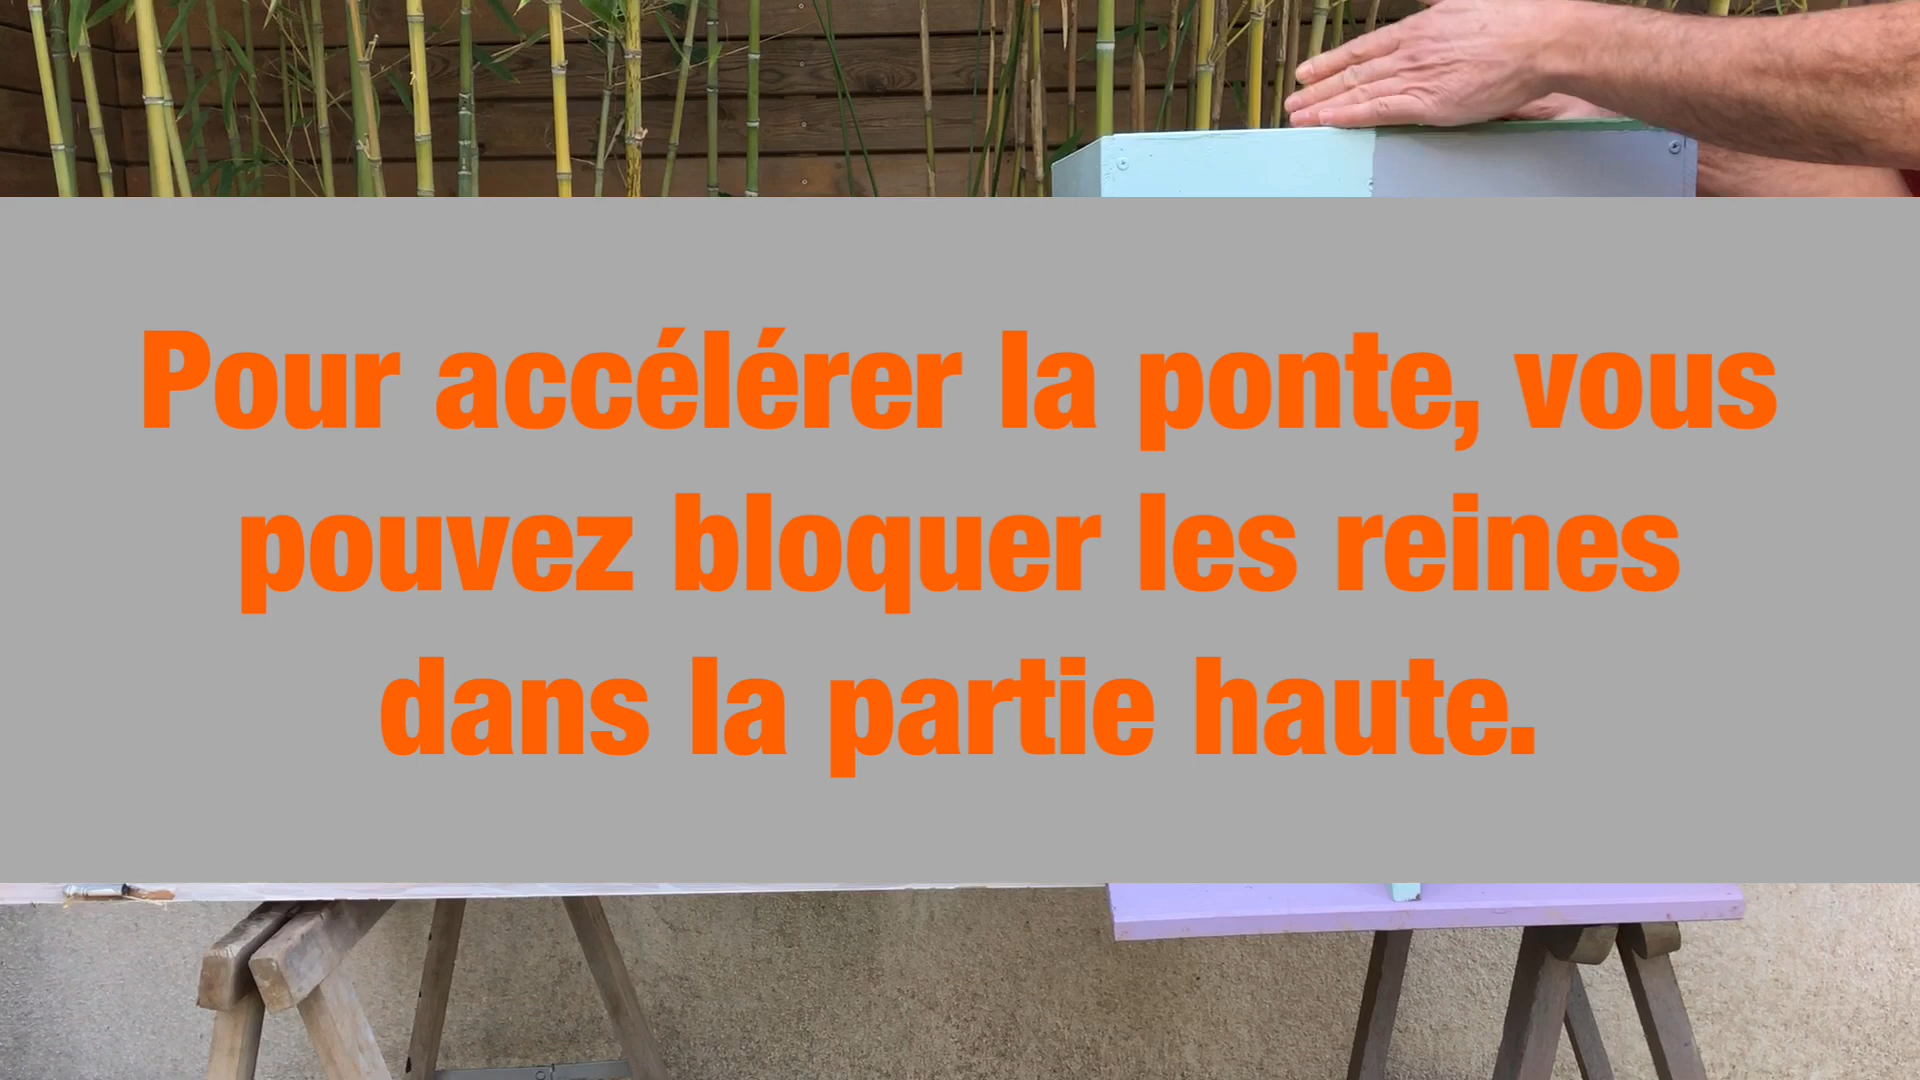 Pour accélérer la ponte, vous
pouvez bloquer les reines
dans la partie haute.